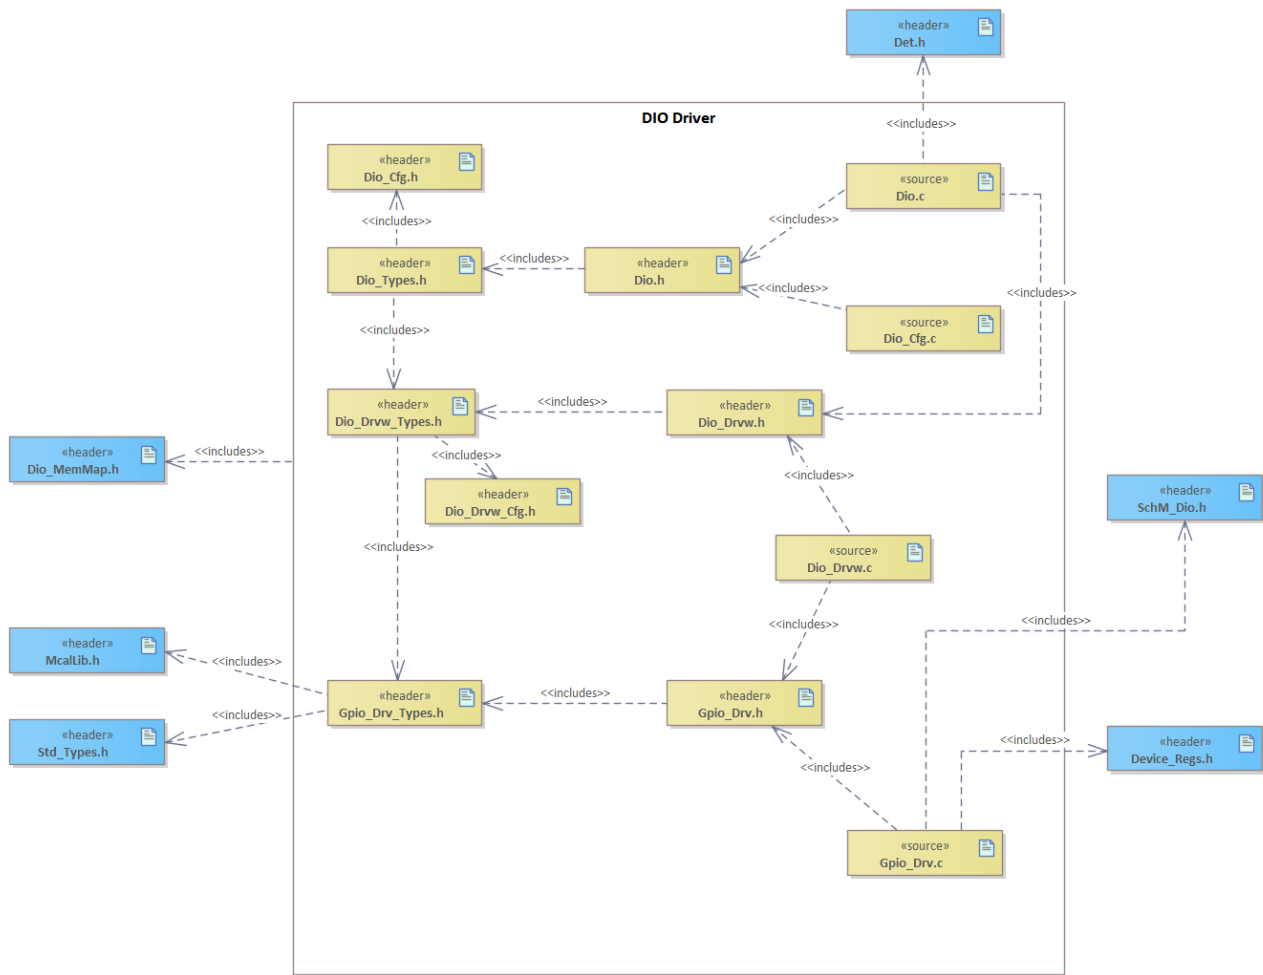 «header»
Det.h
DIO Driver
<<includes>>
«header»
Dio_Cfg.h
«source»
Dio.c
<<includes>>
<<includes>>
«header»
Dio_Types.h
<<includes>>
«header»
Dio.h
<<includes>>
<<includes>>
«source»
Dio_Cfg.c
<<includes>>
«header»
Dio_Drvw_Types.h
<<includes>>
«header»
Dio_Drvw.h
«header»
Dio_MemMap.h
<<includes>>
<<includes>>
<<includes>>
«header»
Dio_Drvw_Cfg.h
«header»
SchM_Dio.h
<<includes>>
«source»
Dio_Drvw.c
<<includes>>
<<includes>>
«header»
McalLib.h
<<includes>>
«header»
Gpio_Drv_Types.h
<<includes>>
«header»
Gpio_Drv.h
<<includes>>
«header»
Std_Types.h
<<includes>>
«header»
Device_Regs.h
<<includes>>
«source»
Gpio_Drv.c